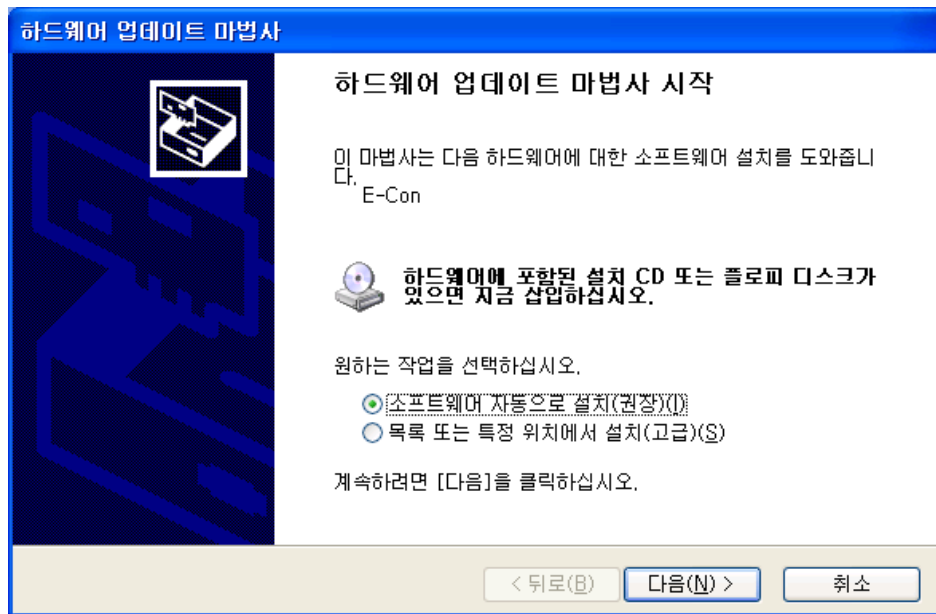 하드웨어 업데이트 마법사
하드웨어 업데이트 마법사 시작
이 마법사는 다음 하드웨어에 대한 소프트웨어 설치를 도와줍니
다.
E-Con
하드웨어에 포함된 설치 CD 또는 플로피 디스크가
있으면 지금 삽입하십시오.
원하는 작업을 선택하십시오.
소프트웨어 자동으로 설치(권장)(I)
목록 또는 특정 위치에서 설치(고급)(S)
계속하려면 [다음]을 클릭하십시오.
< 뒤로(B) 다음(N) > 취소